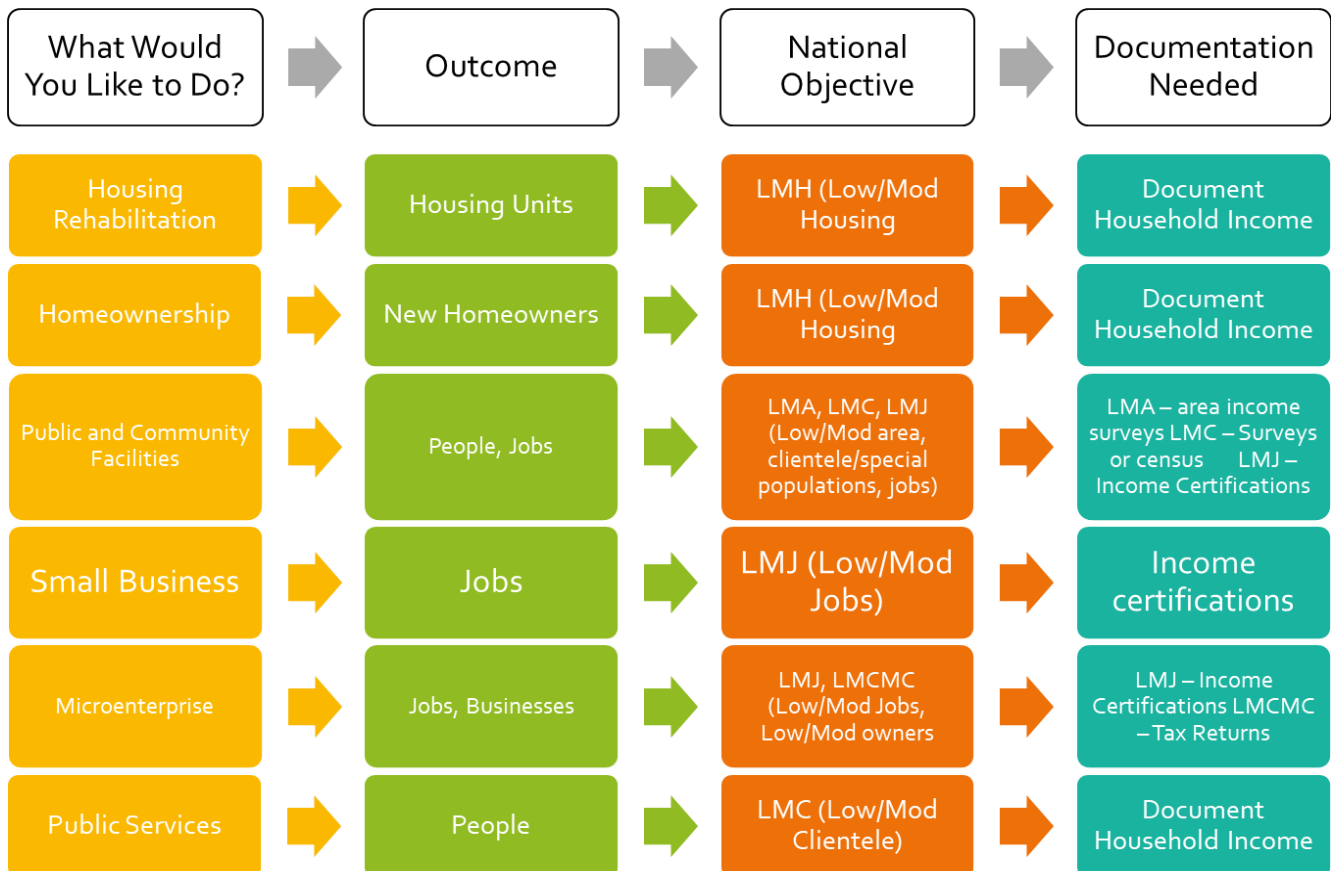 What Would
You Like to Do?
Outcome
National
Objective
Documentation
Needed
Housing
Rehabilitation
Housing Units
LMH (Low/Mod
Housing
Document
Household Income
Homeownership
New Homeowners
LMH (Low/Mod
Housing
Document
Household Income
Public and Community
Facilities
People, Jobs
LMA, LMC, LMJ
(Low/Mod area,
clientele/special
populations, jobs)
LMA – area income
surveys LMC – Surveys
or census LMJ –
Income Certifications
Small Business
Jobs
LMJ (Low/Mod
Jobs)
Income
certifications
Microenterprise
Jobs, Businesses
LMJ, LMCMC
(Low/Mod Jobs,
Low/Mod owners
LMJ – Income
Certifications LMCMC
– Tax Returns
Public Services
People
LMC (Low/Mod
Clientele)
Document
Household Income